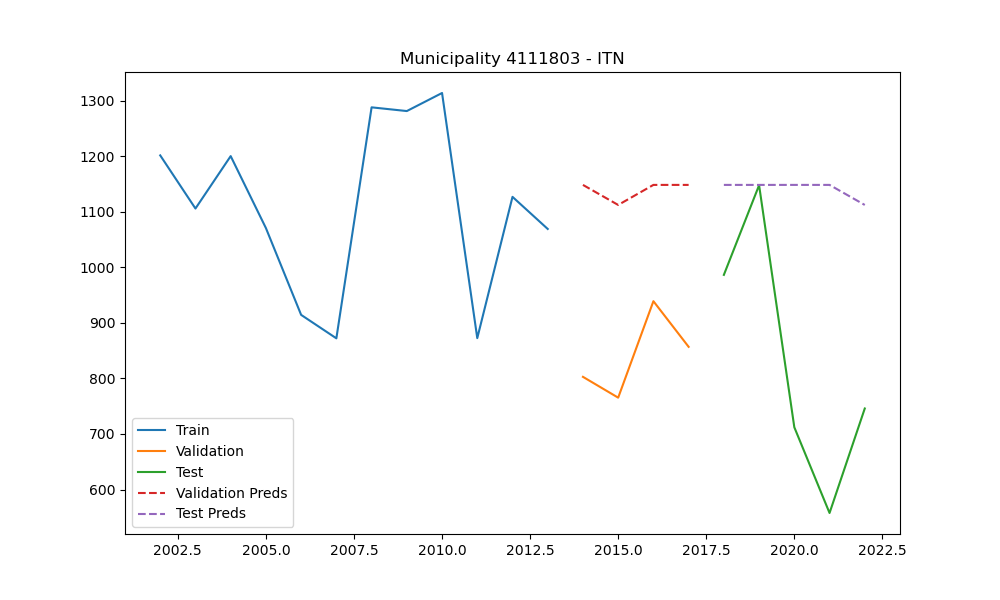 Municipality 4111803 - ITN
1300
1200
1100
1000
900
800
700
600
Train
Validation
Test
Validation Preds
Test Preds
2002.5 2005.0 2007.5 2010.0 2012.5 2015.0 2017.5 2020.0 2022.5